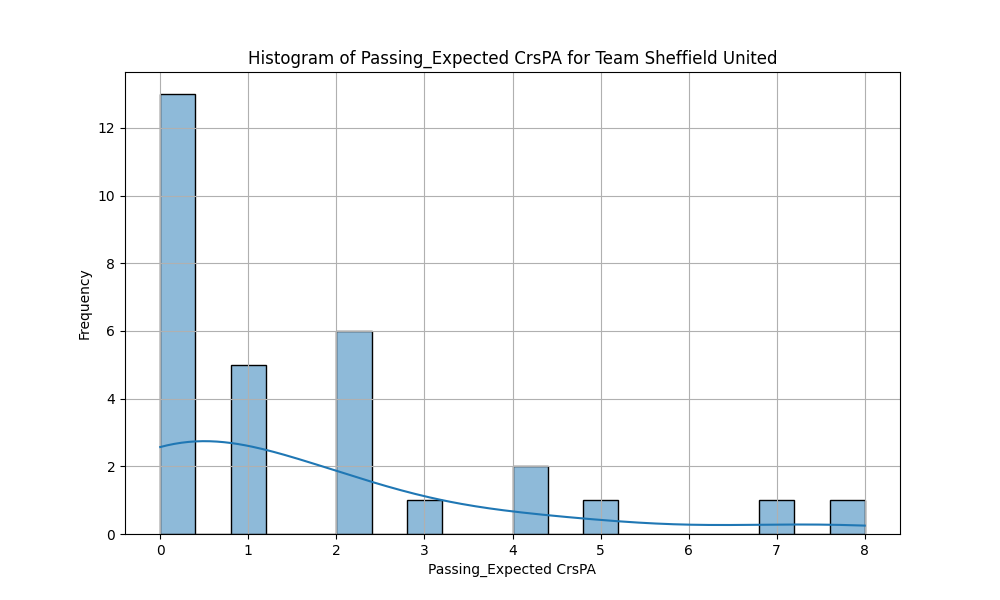 Histogram of Passing_Expected CrsPA for Team Sheffield United
12
10
8
6
4
2
0
Frequency
0 1 2 3 4 5 6 7 8
Passing_Expected CrsPA